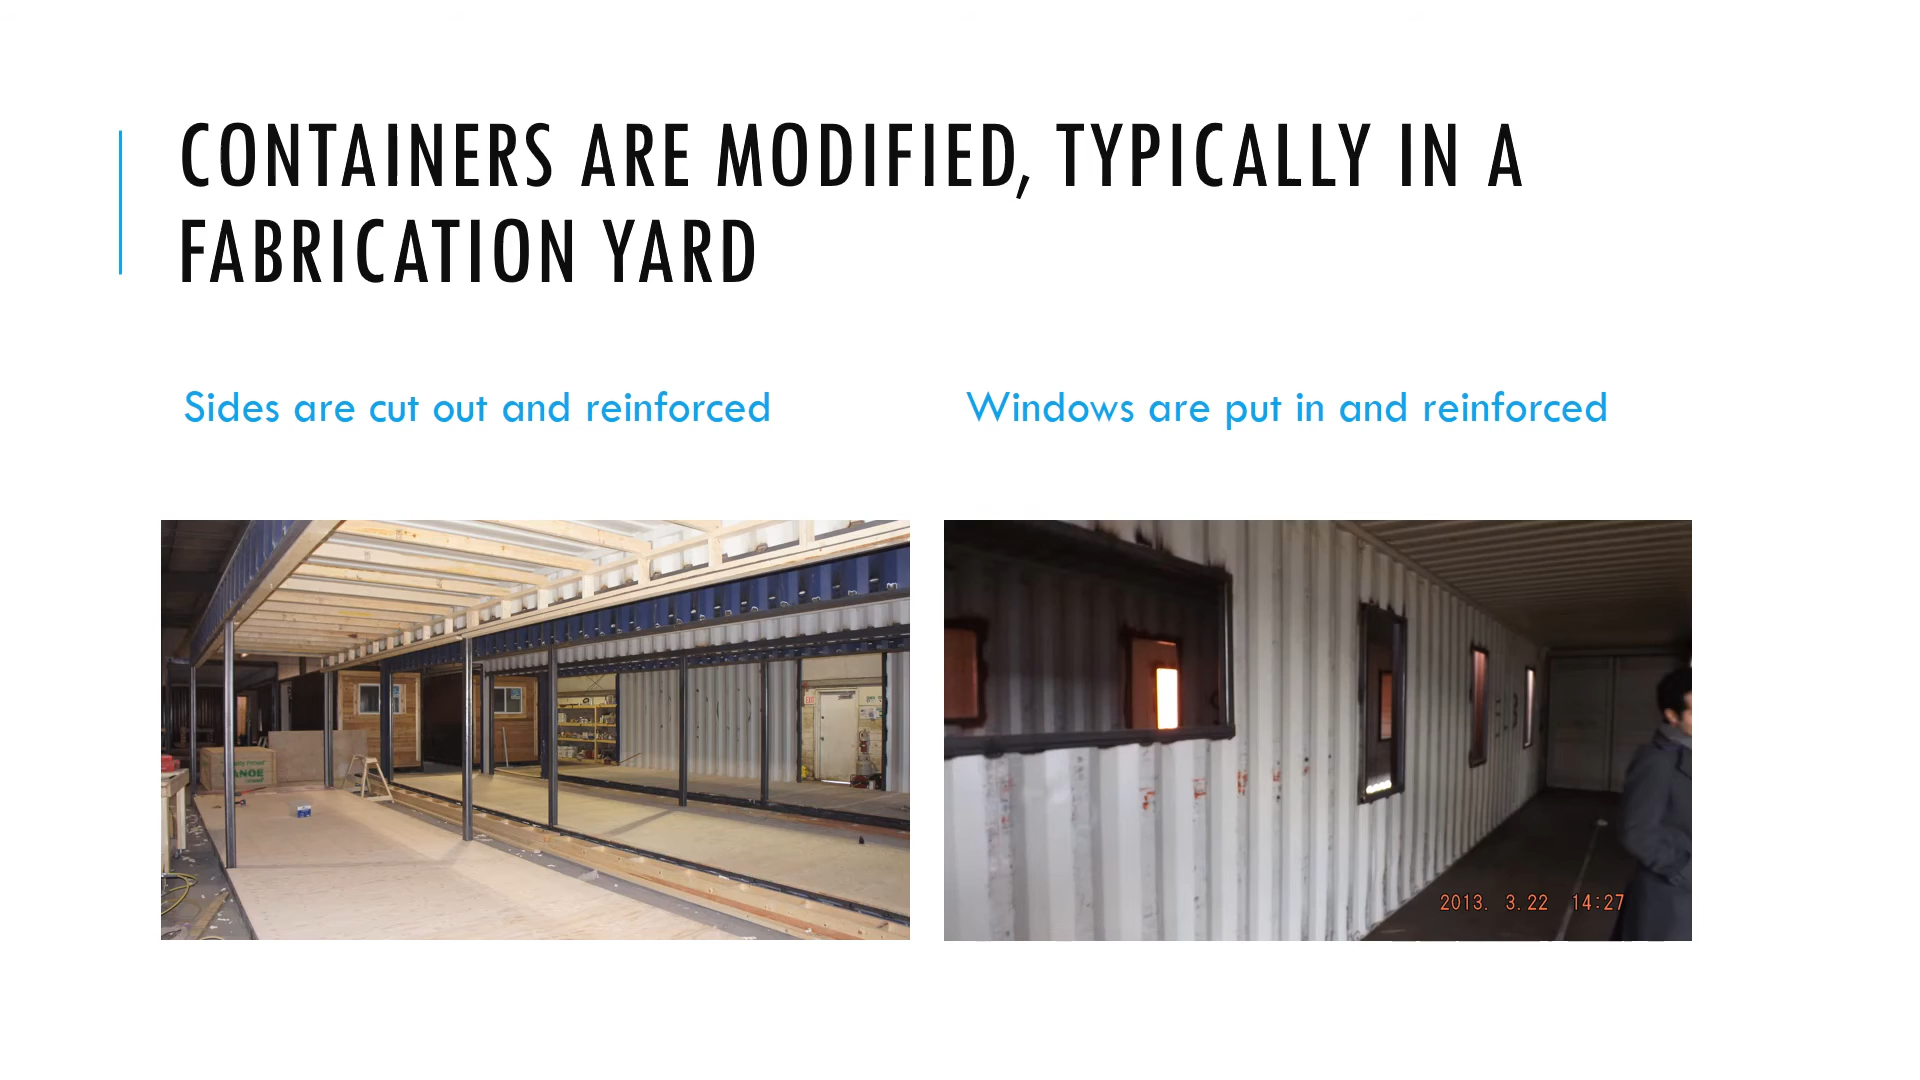 CONTAINERS ARE MODIFIED, TYPICALLY IN A
FABRICATION YARD
Sides are cut out and reinforced
Windows are put in and reinforced
2013. 3.22 14:27